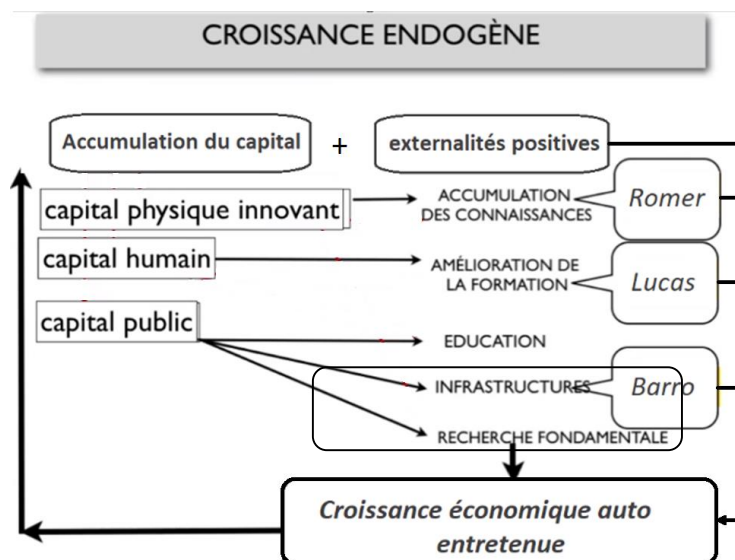 CROISSANCE ENDOGÈNE
Accumulation du capital
+
externalités positives
capital physique innovant
ACCUMULATION
DES CONNAISSANCES
Romer
capital humain
AMÉLIORATION DE
LA FORMATION
Lucas
capital public
EDUCATION
INFRASTRUCTURES
Barro
RECHERCHE FONDAMENTALE
Croissance économique auto
entretenue